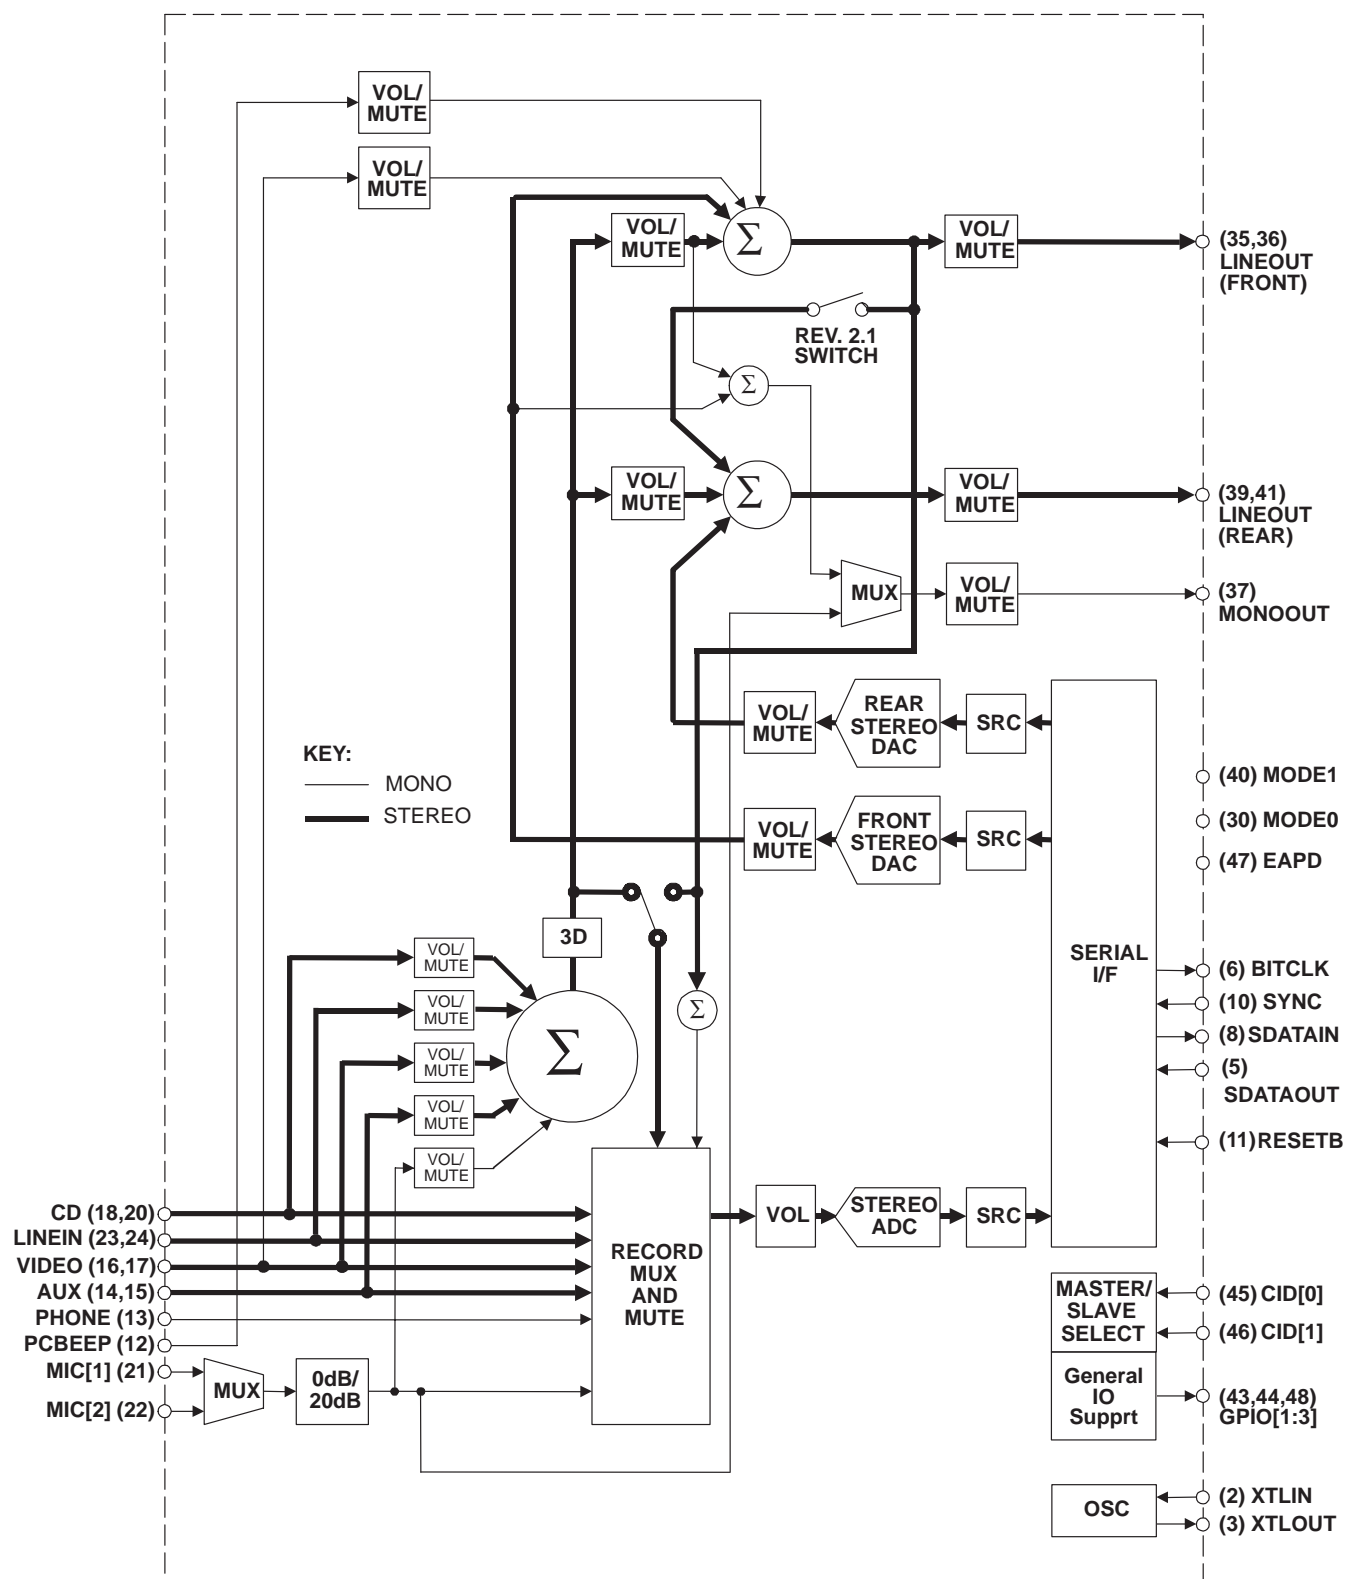 VOL/
MUTE
VOL/
MUTE
VOL/
MUTE
Σ
VOL/
MUTE
(35,36)
LINEOUT
(FRONT)
REV. 2.1
SWITCH
Σ
VOL/
MUTE
Σ
VOL/
MUTE
(39,41)
LINEOUT
(REAR)
MUX
VOL/
MUTE
(37)
MONOOUT
VOL/
MUTE
REAR
STEREO
DAC
SRC
KEY:
MONO
STEREO
VOL/
MUTE
FRONT
STEREO
DAC
SRC
(40) MODE1
(30) MODE0
(47) EAPD
3D
SERIAL
I/F
VOL/
MUTE
VOL/
MUTE
VOL/
MUTE
VOL/
MUTE
VOL/
MUTE
Σ
Σ
(6) BITCLK
(10) SYNC
(8) SDATAIN
(5)
SDATAOUT
(11) RESETB
CD (18,20)
LINEIN (23,24)
VIDEO (16,17)
AUX (14,15)
PHONE (13)
PCBEEP (12)
MIC[1] (21)
MIC[2] (22)
MUX
0dB/
20dB
RECORD
MUX
AND
MUTE
VOL
STEREO
ADC
SRC
MASTER/
SLAVE
SELECT
(45) CID[0]
(46) CID[1]
General
IO
Supprt
(43,44,48)
GPIO[1:3]
OSC
(2) XTLIN
(3) XTLOUT